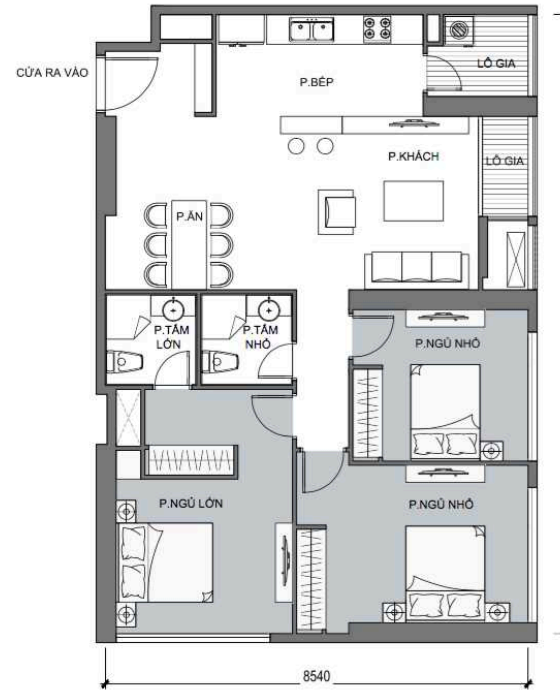 LÔ GIA
CỬA RA VÀO
P.BẾP
P.KHÁCH
LÔ GIA
P.ĂN
P.TẮM
LỚN
P.TẮM
NHỎ
P.NGỦ NHỎ
P.NGỦ LỚN
P.NGỦ NHỎ
8540